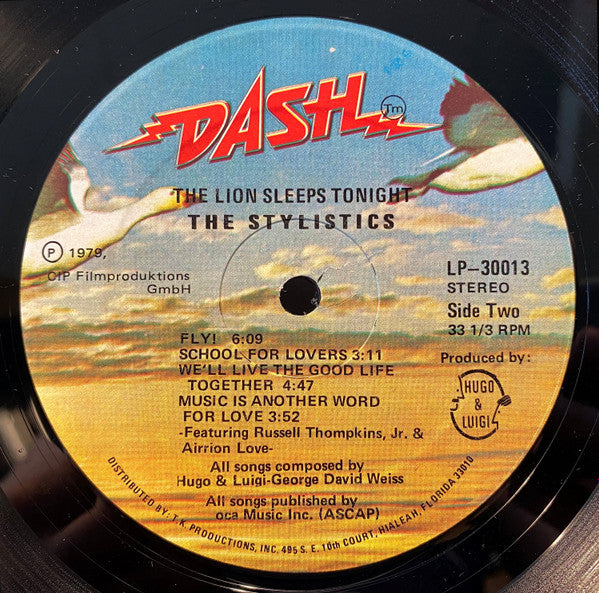 DASH
Tm
THE LION SLEEPS TONIGHT
THE STYLISTICS
Ⓟ 1979,
CIP Filmproduktions
GmbH
LP-30013
STEREO
Side Two
33 1/3 RPM
Produced by:
HUGO
&
LUIGI
FLY! 6:09
SCHOOL FOR LOVERS 3:11
WE'LL LIVE THE GOOD LIFE
TOGETHER 4:47
MUSIC IS ANOTHER WORD
FOR LOVE 3:52
-Featuring Russell Thompkins, Jr. &
Airrion Love-
All songs composed by
Hugo & Luigi-George David Weiss
All songs published by
oca Music Inc. (ASCAP)
DISTRIBUTED BY: T.K. PRODUCTIONS, INC. 495 S. E. 10th COURT, HIALEAH, FLORIDA 33010